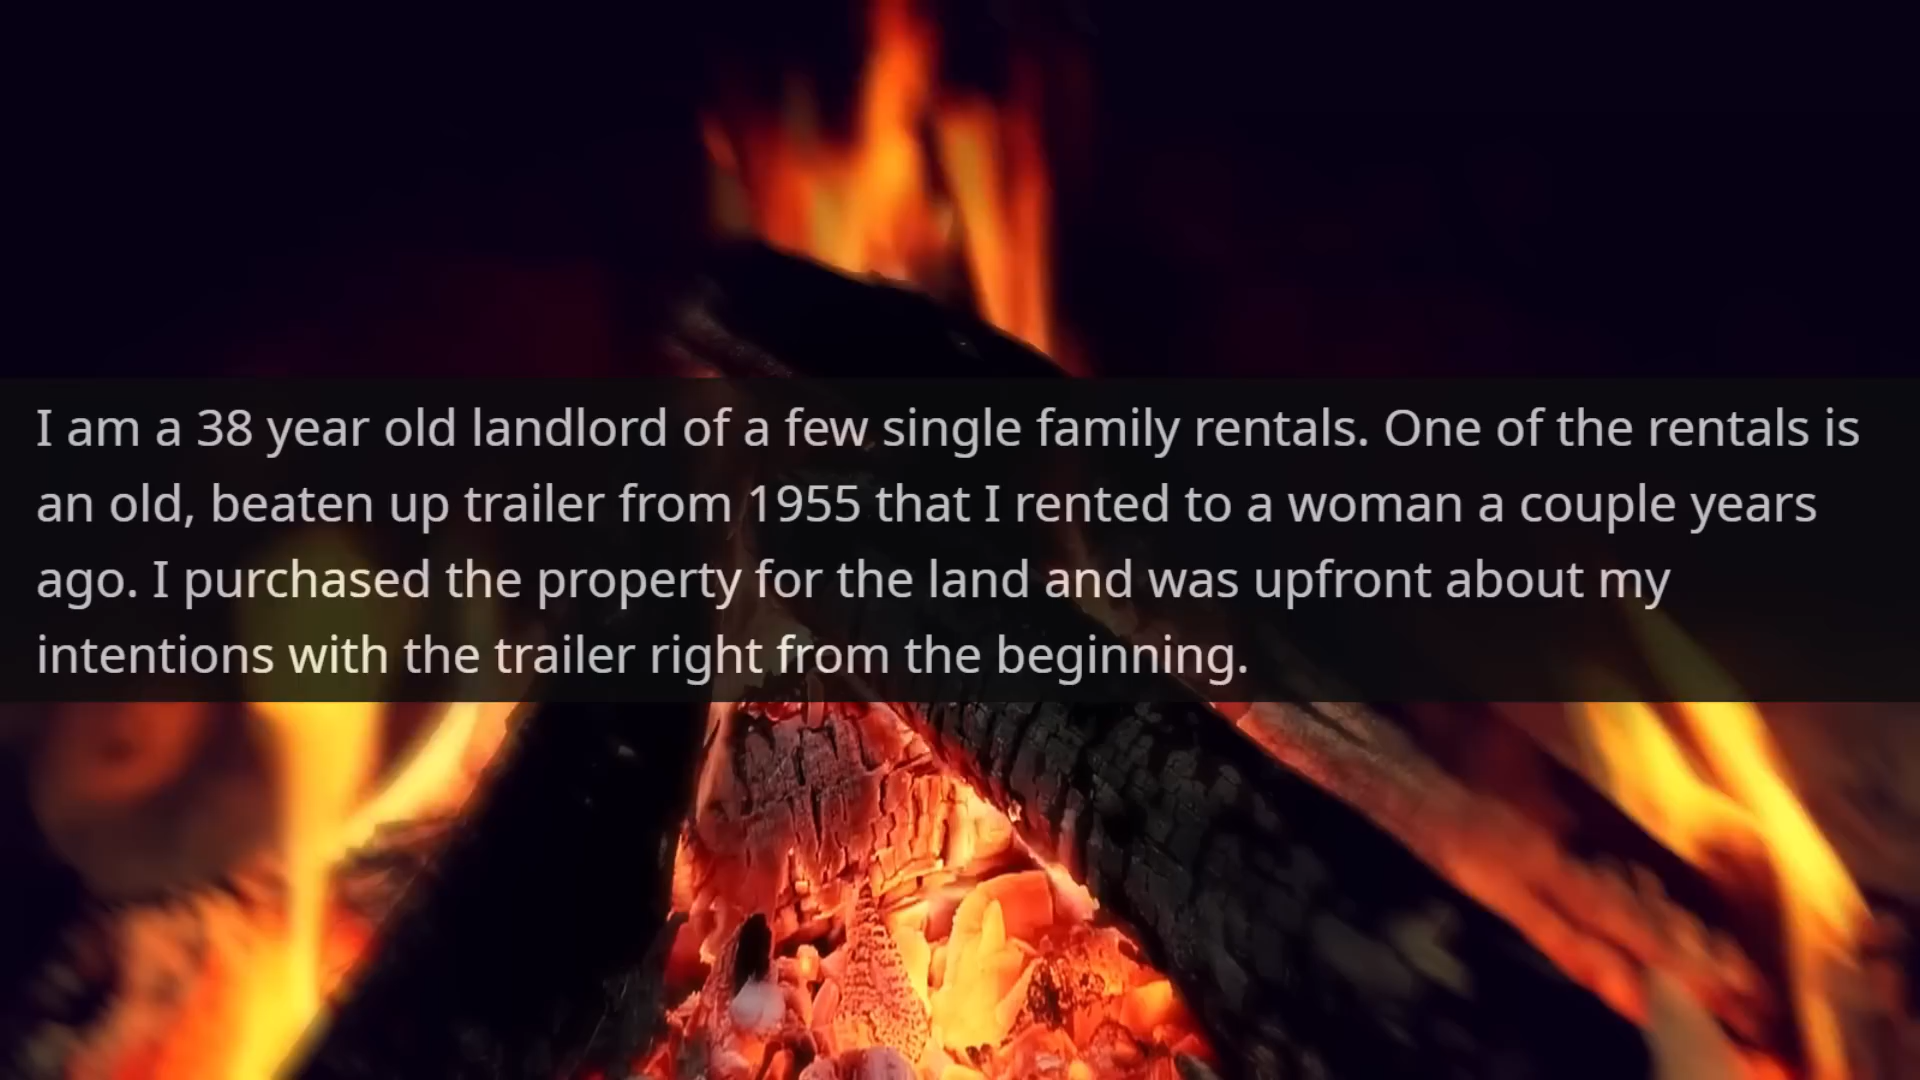 I am a 38 year old landlord of a few single family rentals. One of the rentals is
an old, beaten up trailer from 1955 that I rented to a woman a couple years
ago. I purchased the property for the land and was upfront about my
intentions with the trailer right from the beginning.